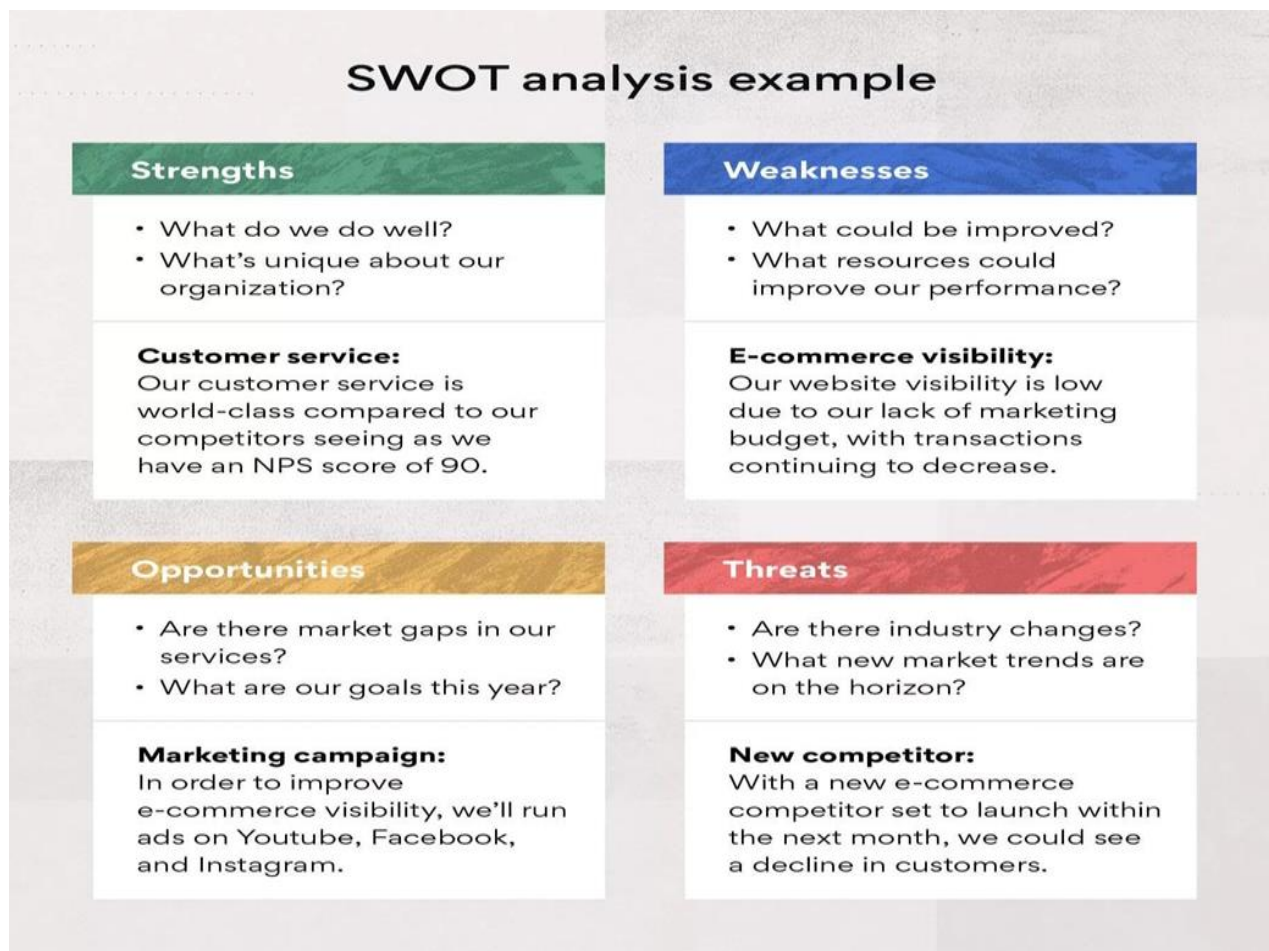 SWOT analysis example
Strengths
• What do we do well?
• What's unique about our
organization?
Customer service:
Our customer service is
world-class compared to our
competitors seeing as we
have an NPS score of 90.
Weaknesses
• What could be improved?
• What resources could
improve our performance?
E-commerce visibility:
Our website visibility is low
due to our lack of marketing
budget, with transactions
continuing to decrease.
Opportunities
• Are there market gaps in our
services?
• What are our goals this year?
Marketing campaign:
In order to improve
e-commerce visibility, we'll run
ads on Youtube, Facebook,
and Instagram.
Threats
• Are there industry changes?
• What new market trends are
on the horizon?
New competitor:
With a new e-commerce
competitor set to launch within
the next month, we could see
a decline in customers.